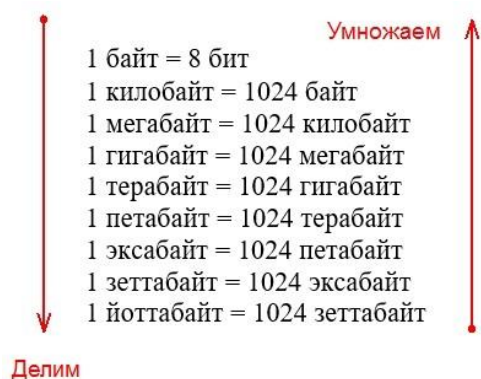 Умножаем
1 байт = 8 бит
1 килобайт = 1024 байт
1 мегабайт = 1024 килобайт
1 гигабайт = 1024 мегабайт
1 терабайт = 1024 гигабайт
1 петабайт = 1024 терабайт
1 эксабайт = 1024 петабайт
1 зеттабайт = 1024 эксабайт
1 йоттабайт = 1024 зеттабайт
Делим